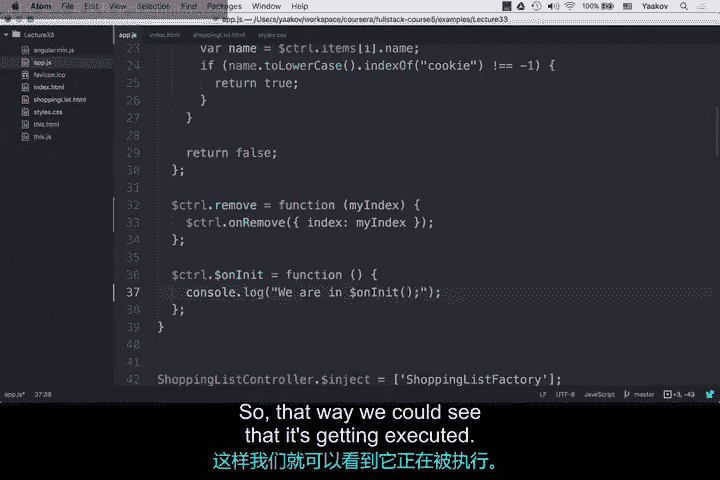 Atom File Edit View Selection Find Packages Window Help 100% Yaakov
app.js — /Users/yaakov/workspace/coursera/fullstack-course5/examples/Lecture33
Lecture33
angular.min.js
app.js
favicon.ico
index.html
shoppingList.html
styles.css
this.html
this.js
app.js index.html shoppingList.html styles.css
23 var name = $ctrl.items[i].name;
24 if (name.toLowerCase().indexOf("cookie") !== -1) {
25 return true;
26 }
27 }
28
29 return false;
30 };
31
32 $ctrl.remove = function (myIndex) {
33 $ctrl.onRemove({ index: myIndex });
34 };
35
36 $ctrl.$onInit = function () {
37 console.log("We are in $onInit();");
38 };
39 }
40
41
42 ShoppingListController.$inject = ['ShoppingListFactory'];
app.js* 37:38 LF UTF-8 JavaScript master +3, -43
So, that way we could see
that it's getting executed.
这样我们就可以看到它正在被执行。